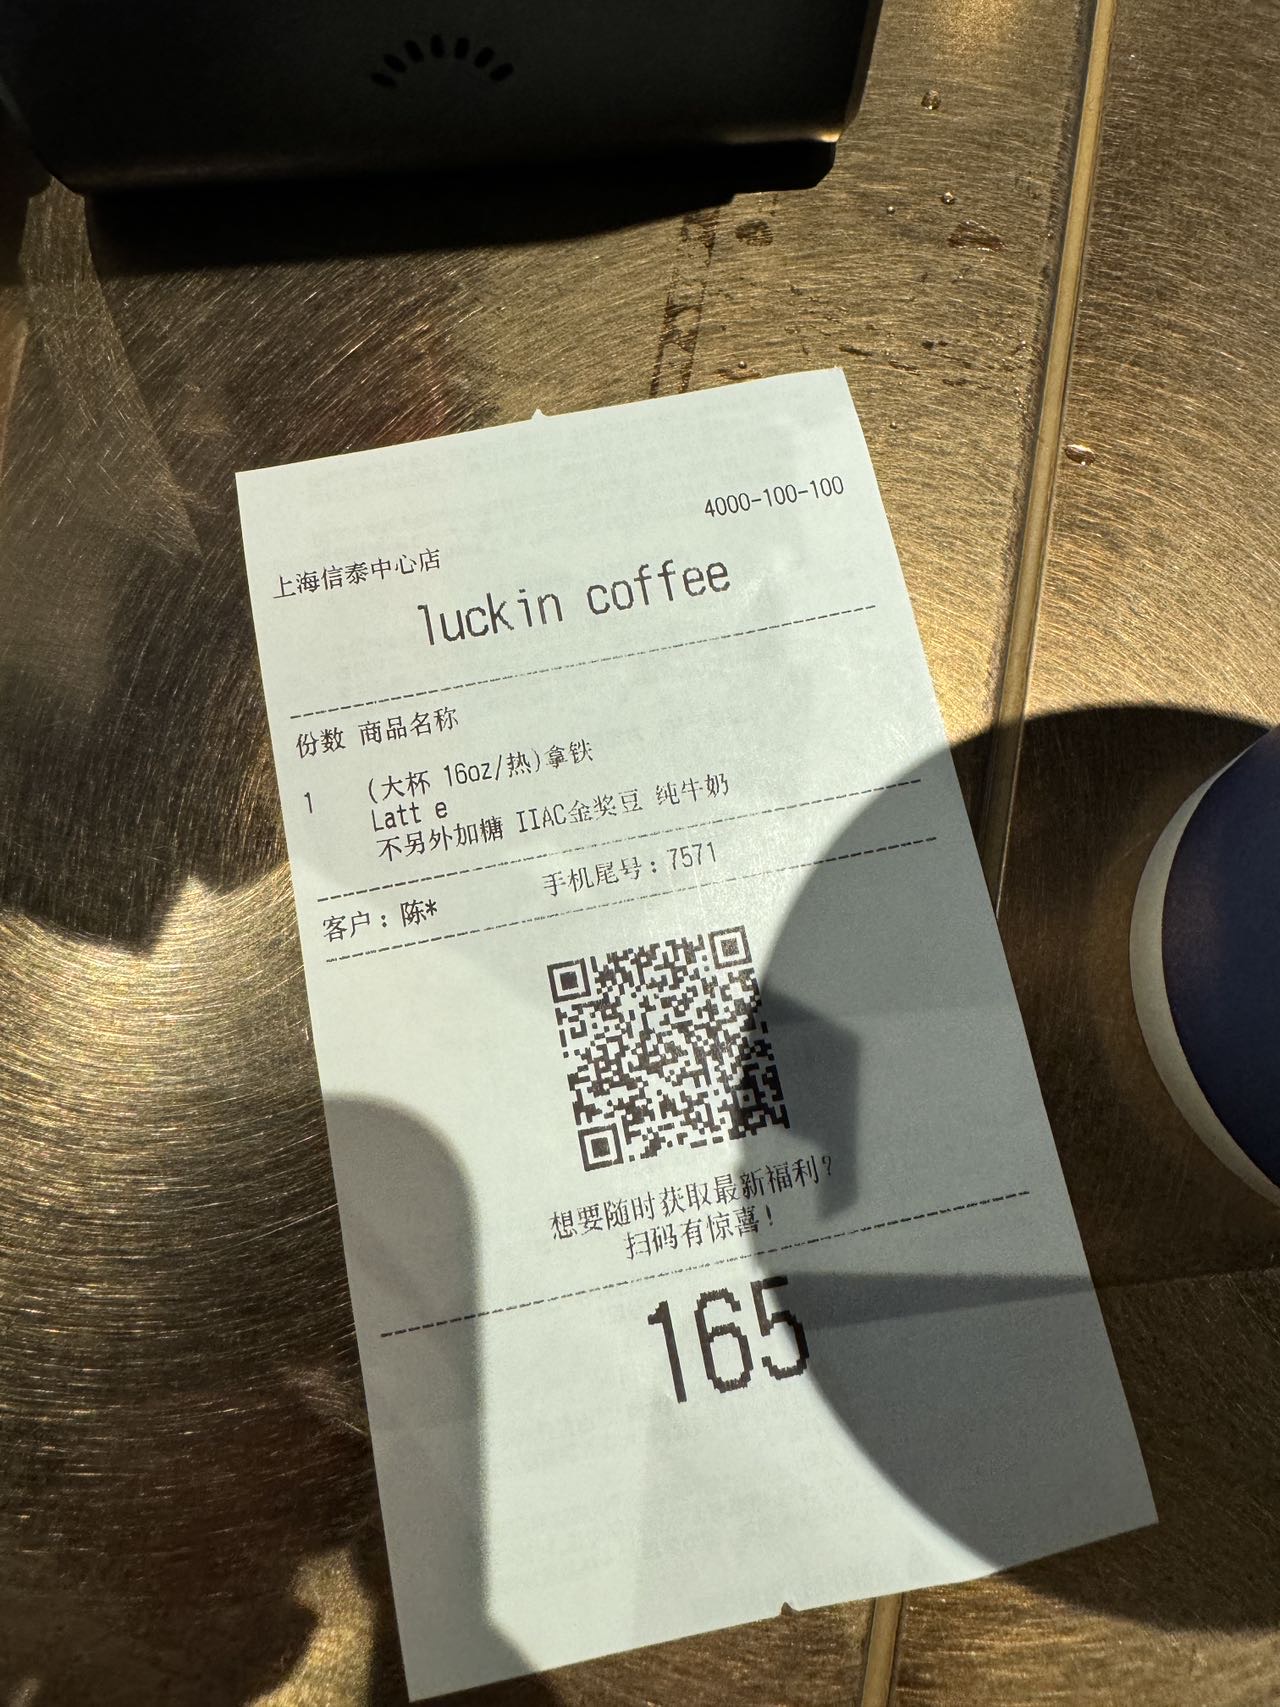 4000-100-100
上海信泰中心店
luckin coffee
份数 商品名称
1 (大杯 16oz/热)拿铁
Latt e
不另外加糖 IIAC金奖豆 纯牛奶
手机尾号：7571
客户：陈*
想要随时获取最新福利?
扫码有惊喜!
165